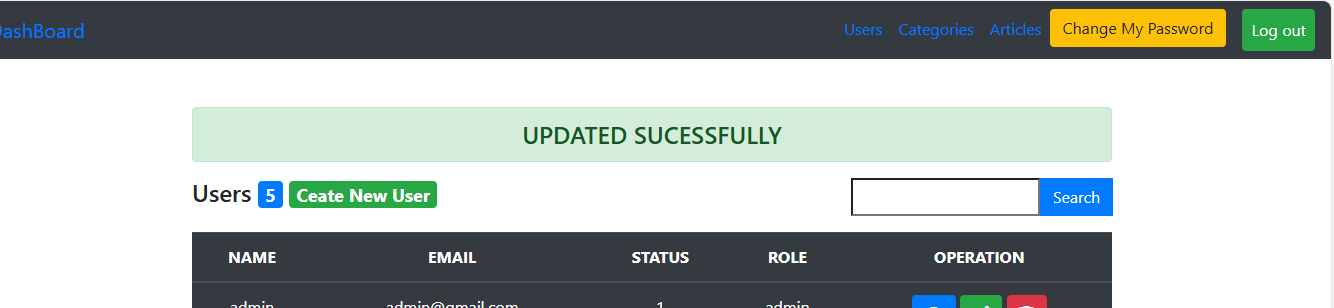 DashBoard
Users Categories Articles Change My Password Log out
UPDATED SUCESSFULLY
Users 5 Ceate New User
Search
NAME EMAIL STATUS ROLE OPERATION
admin admin@gmail.com 1 admin